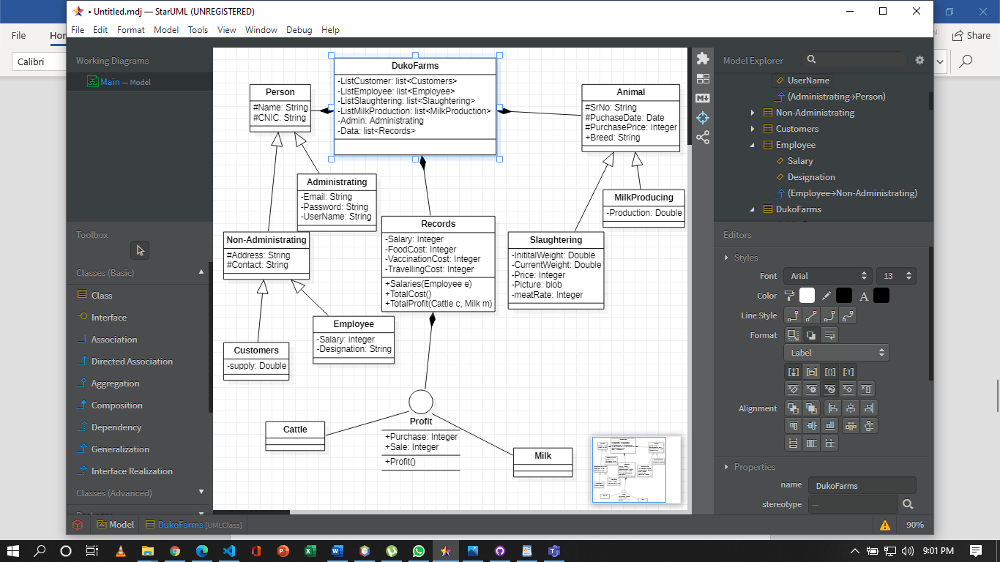 • Untitled.mdj — StarUML (UNREGISTERED)
File Edit Format Model Tools View Window Debug Help
File
Share
Calibri
Working Diagrams
Main — Model
Toolbox
Classes (Basic)
Class
Interface
Association
Directed Association
Aggregation
Composition
Dependency
Generalization
Interface Realization
Classes (Advanced)
DukoFarms
-ListCustomer: list<Customers>
-ListEmployee: list<Employee>
-ListSlaughtering: list<Slaughtering>
-ListMilkProduction: list<MilkProduction>
-Admin: Administrating
-Data: list<Records>
Person
#Name: String
#CNIC: String
Animal
#SrNo: String
#PuchaseDate: Date
#PurchasePrice: Integer
+Breed: String
Administrating
-Email: String
-Password: String
-UserName: String
MilkProducing
-Production: Double
Non-Administrating
#Address: String
#Contact: String
Records
-Salary: Integer
-FoodCost: Integer
-VaccinationCost: Integer
-TravellingCost: Integer
+Salaries(Employee e)
+TotalCost()
+TotalProfit(Cattle c, Milk m)
Slaughtering
-InititalWeight: Double
-CurrentWeight: Double
-Price: Integer
-Picture: blob
-meatRate: Integer
Employee
-Salary: integer
-Designation: String
Customers
-supply: Double
Cattle
Profit
+Purchase: Integer
+Sale: Integer
+Profit()
Milk
Model Explorer
UserName
(Administrating→Person)
Non-Administrating
Customers
Employee
Salary
Designation
(Employee→Non-Administrating)
DukoFarms
Editors
Styles
Font Arial 13
Color A
Line Style
Format
Label
Alignment
Properties
name DukoFarms
stereotype —
Model DukoFarms [UMLClass]
90%
9:01 PM